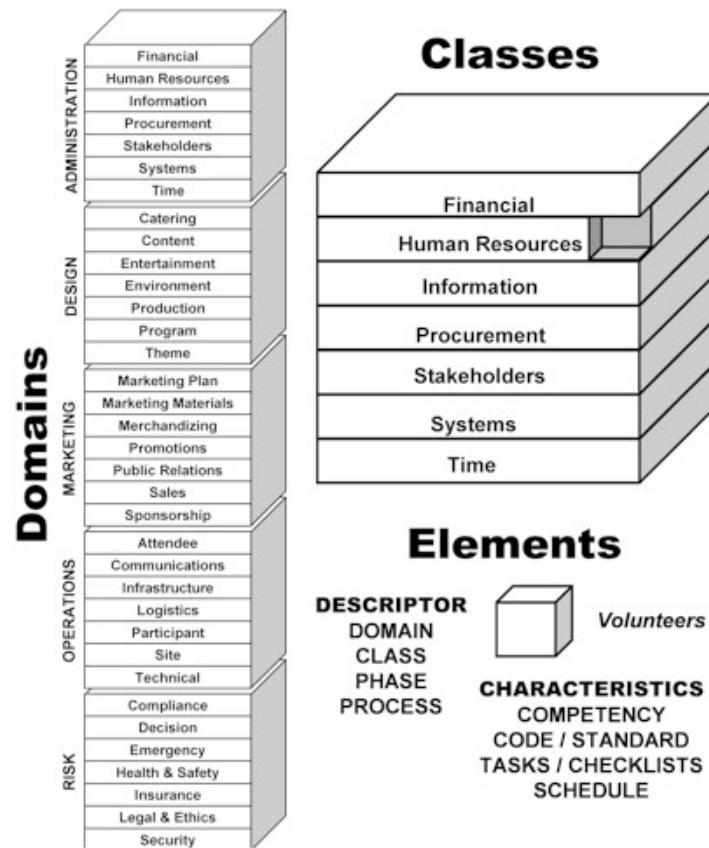 Domains
ADMINISTRATION
Financial
Human Resources
Information
Procurement
Stakeholders
Systems
Time
DESIGN
Catering
Content
Entertainment
Environment
Production
Program
Theme
MARKETING
Marketing Plan
Marketing Materials
Merchandizing
Promotions
Public Relations
Sales
Sponsorship
OPERATIONS
Attendee
Communications
Infrastructure
Logistics
Participant
Site
Technical
RISK
Compliance
Decision
Emergency
Health & Safety
Insurance
Legal & Ethics
Security
Classes
Financial
Human Resources
Information
Procurement
Stakeholders
Systems
Time
Elements
DESCRIPTOR
DOMAIN
CLASS
PHASE
PROCESS
Volunteers
CHARACTERISTICS
COMPETENCY
CODE / STANDARD
TASKS / CHECKLISTS
SCHEDULE